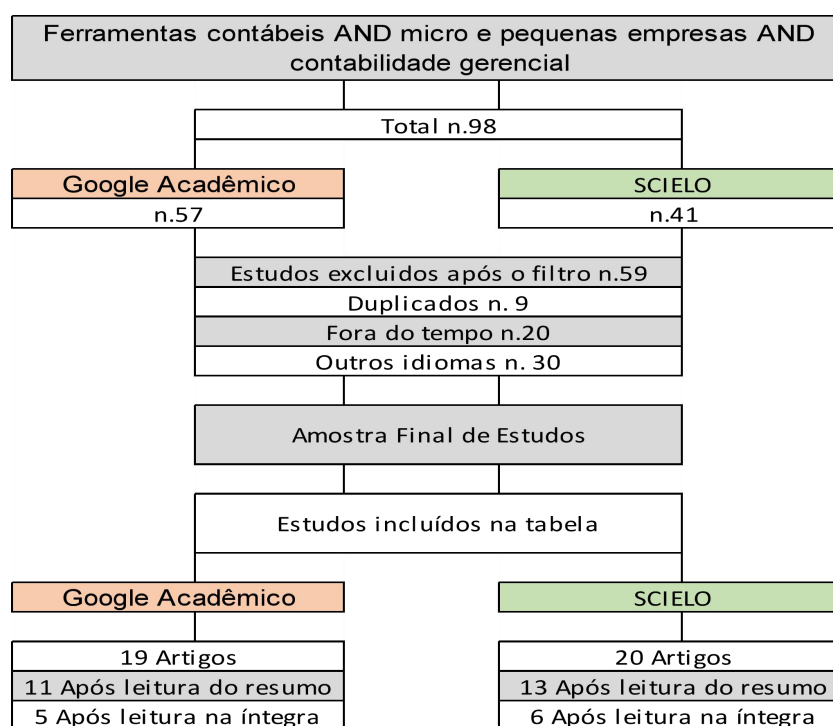 Ferramentas contábeis AND micro e pequenas empresas AND
contabilidade gerencial
Total n.98
Google Acadêmico
n.57
SCIELO
n.41
Estudos excluidos após o filtro n.59
Duplicados n. 9
Fora do tempo n.20
Outros idiomas n. 30
Amostra Final de Estudos
Estudos incluídos na tabela
Google Acadêmico
19 Artigos
11 Após leitura do resumo
5 Após leitura na íntegra
SCIELO
20 Artigos
13 Após leitura do resumo
6 Após leitura na íntegra